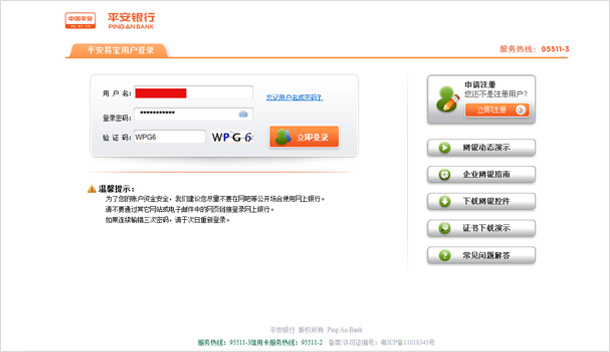 中国平安
平安银行
PING AN BANK
平安易宝用户登录
服务热线：95511-3
用 户 名：
忘记用户名或密码？
登录密码：
***********
验 证 码：
WPG6
WPG6
立即登录
申请注册
您还不是注册用户？
立即注册
网银动态演示
企业网银指南
下载网银控件
证书下载演示
常见问题解答
温馨提示：
为了您的账户资金安全，我们建议您尽量不要在网吧等公开场合使用网上银行。
请不要通过其它网站或电子邮件中的网页链接登录网上银行。
如果连续输错三次密码，请于次日重新登录。
平安银行 版权所有 Ping An Bank
服务热线：95511-3信用卡服务热线：95511-2 备案/许可证编号：粤ICP备11018345号